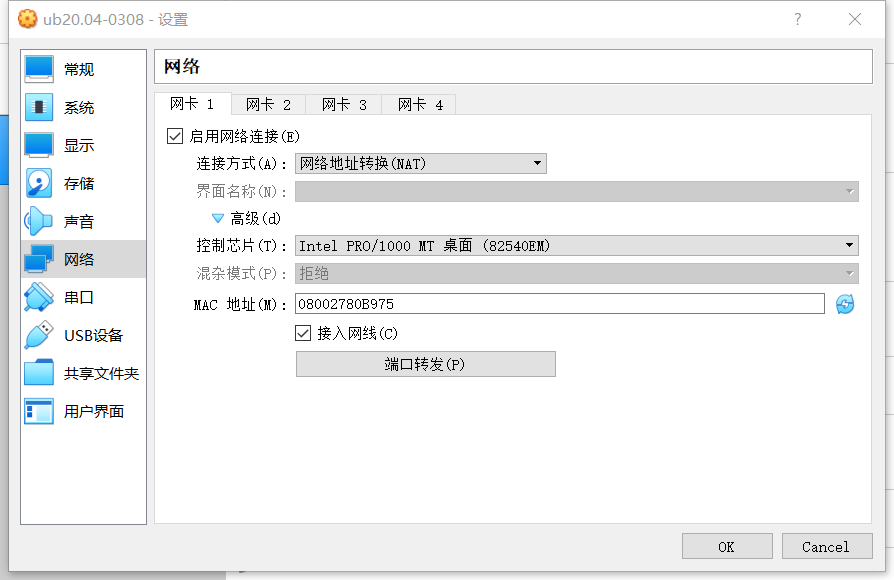 ub20.04-0308 - 设置
?
常规
系统
显示
存储
声音
网络
串口
USB设备
共享文件夹
用户界面
网络
网卡 1 网卡 2 网卡 3 网卡 4
启用网络连接(E)
连接方式(A): 网络地址转换(NAT)
界面名称(N):
高级(d)
控制芯片(T): Intel PRO/1000 MT 桌面 (82540EM)
混杂模式(P): 拒绝
MAC 地址(M): 08002780B975
接入网线(C)
端口转发(P)
OK Cancel